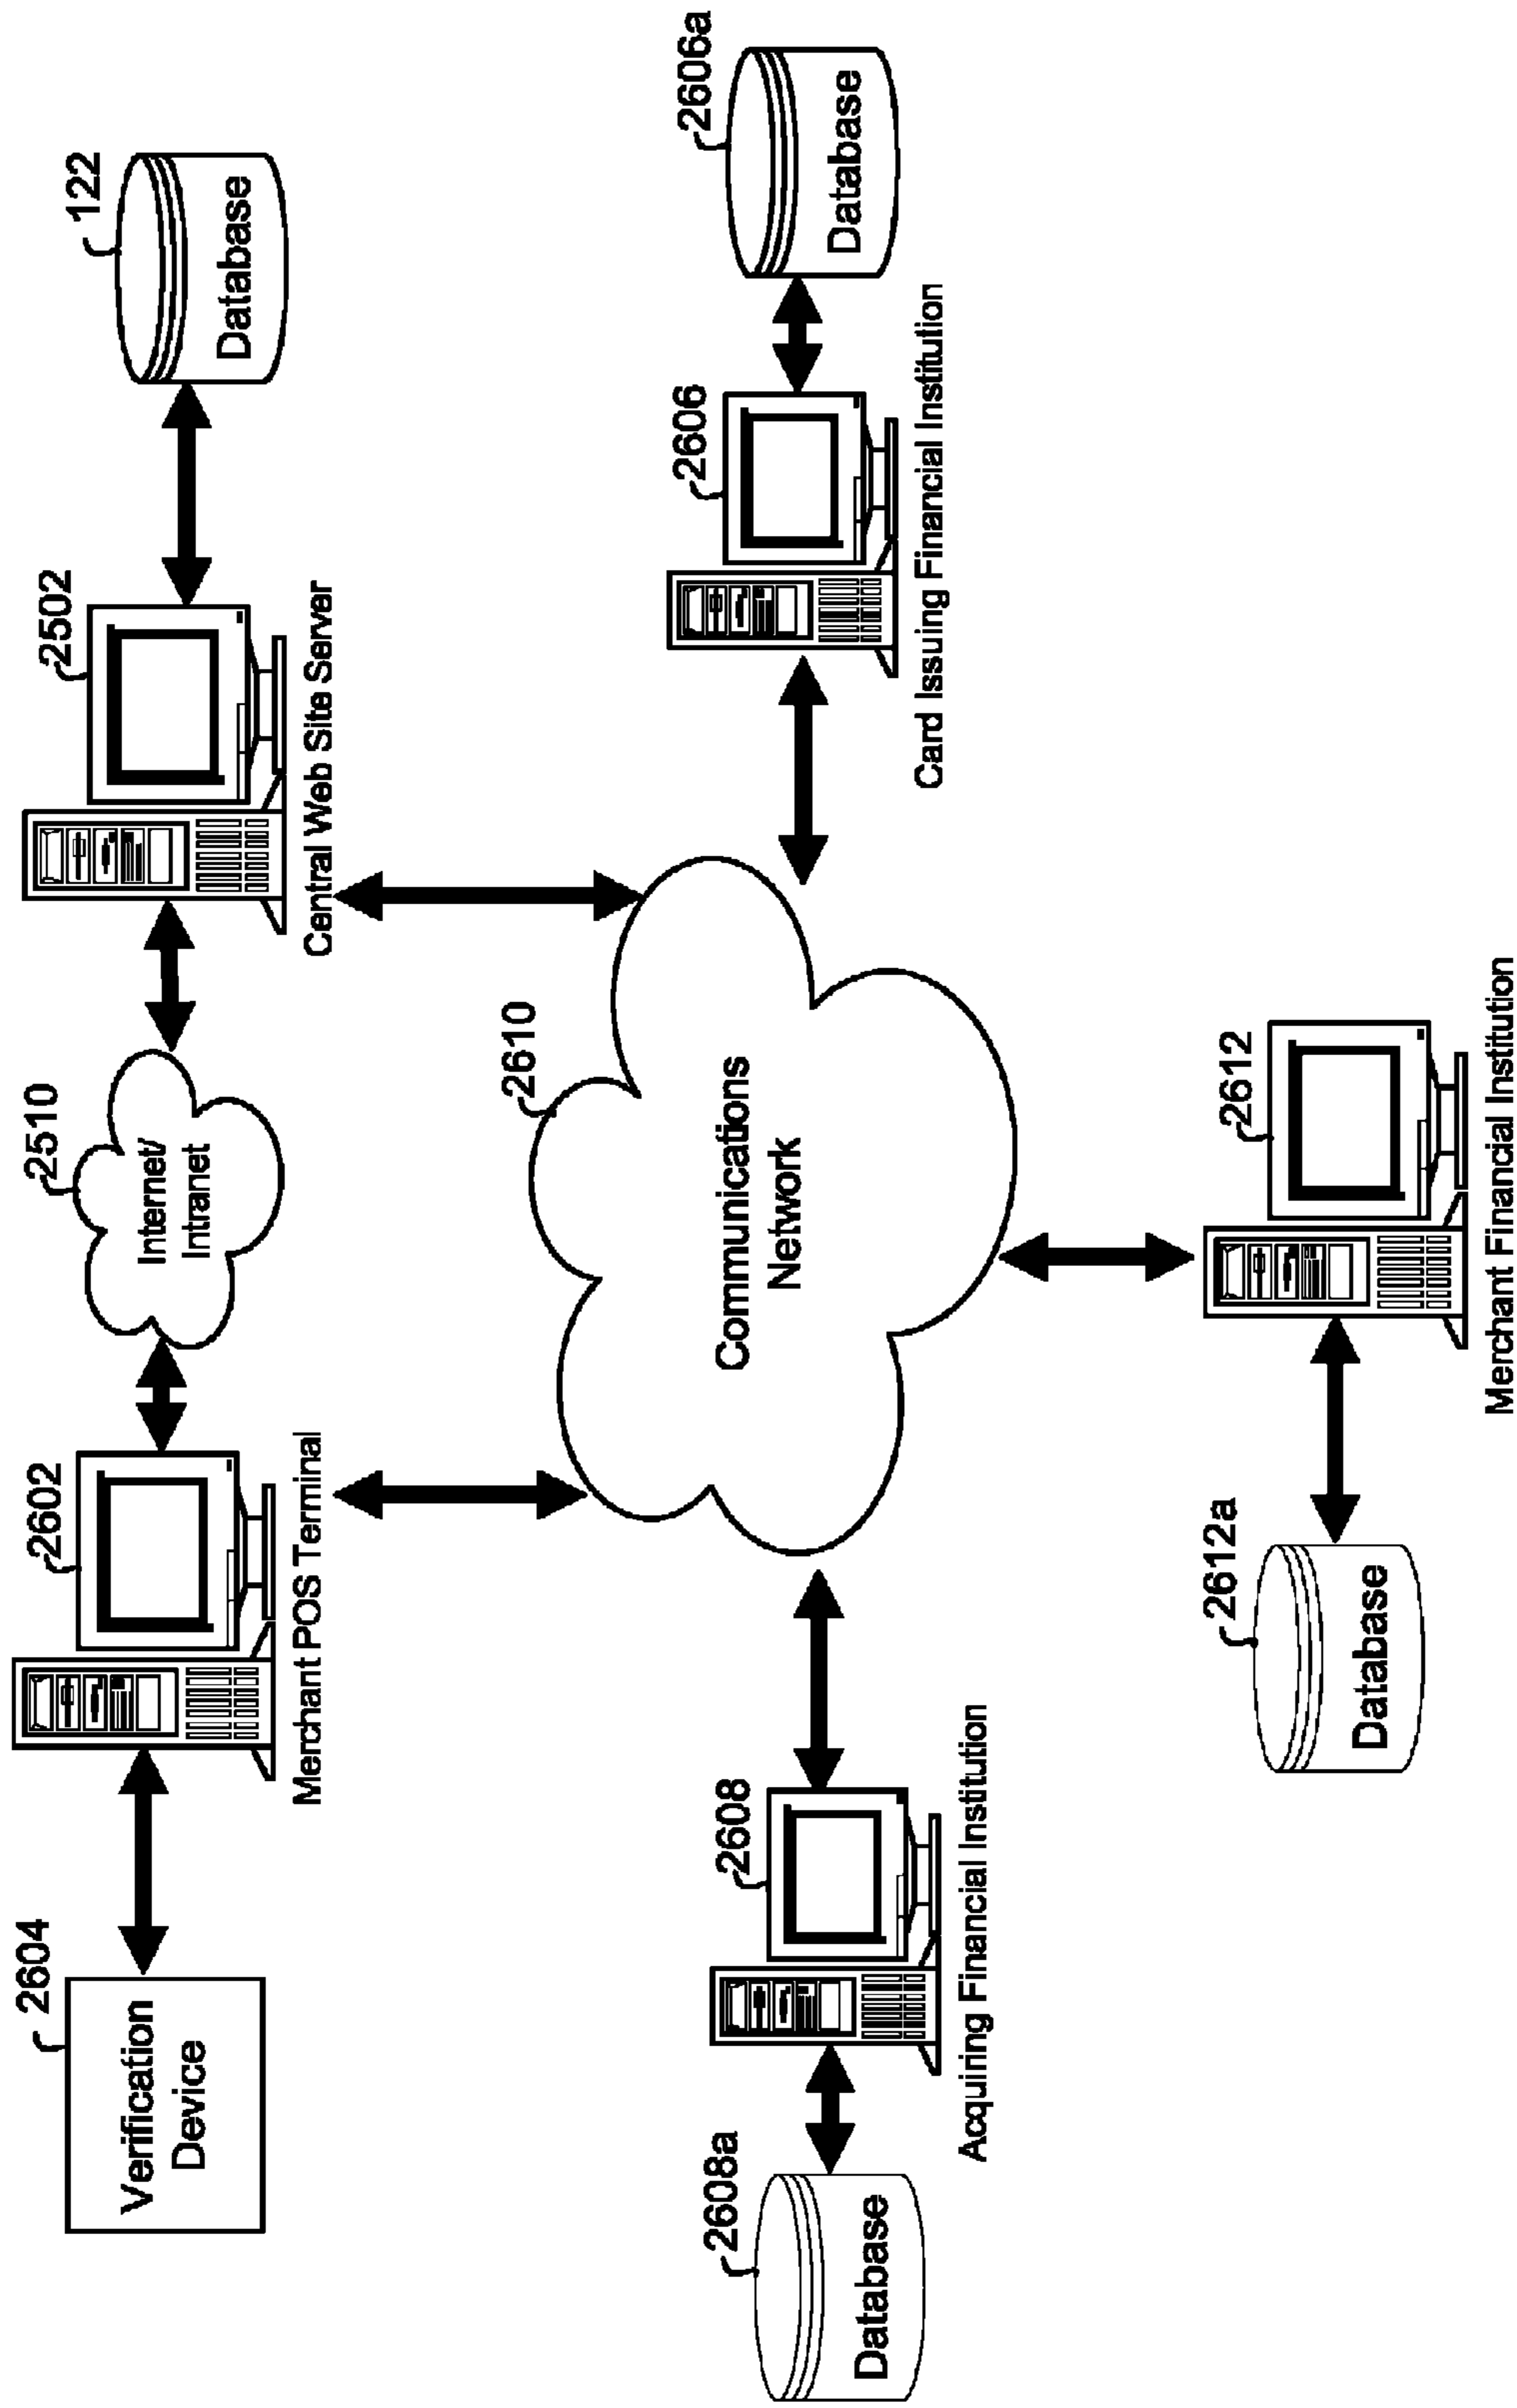 2604
Verification
Device
2602
Merchant POS Terminal
2510
Internet/
Intranet
2502
Central Web Site Server
122
Database
2610
Communications
Network
2608a
Database
2608
Acquiring Financial Institution
2606
Card Issuing Financial Institution
2606a
Database
2612a
Database
2612
Merchant Financial Institution